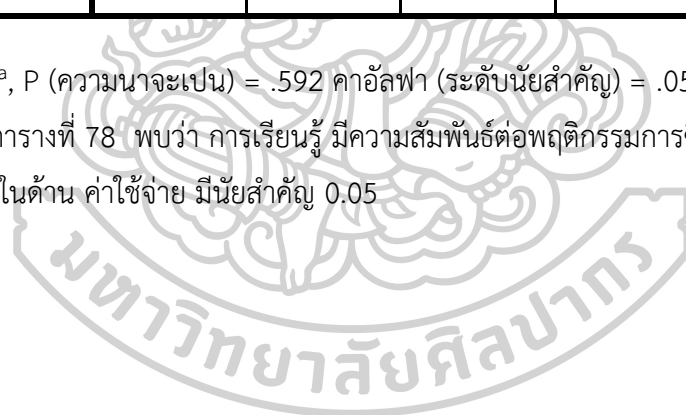 a, P (ความนาจะเปน) = .592 คาอัลฟา (ระดับนัยสำคัญ) = .05
ตารางที่ 78 พบว่า การเรียนรู้ มีความสัมพันธ์ต่อพฤติกรรมการ
ในด้าน ค่าใช้จ่าย มีนัยสำคัญ 0.05
มหาวิทยาลัยศิลปากร